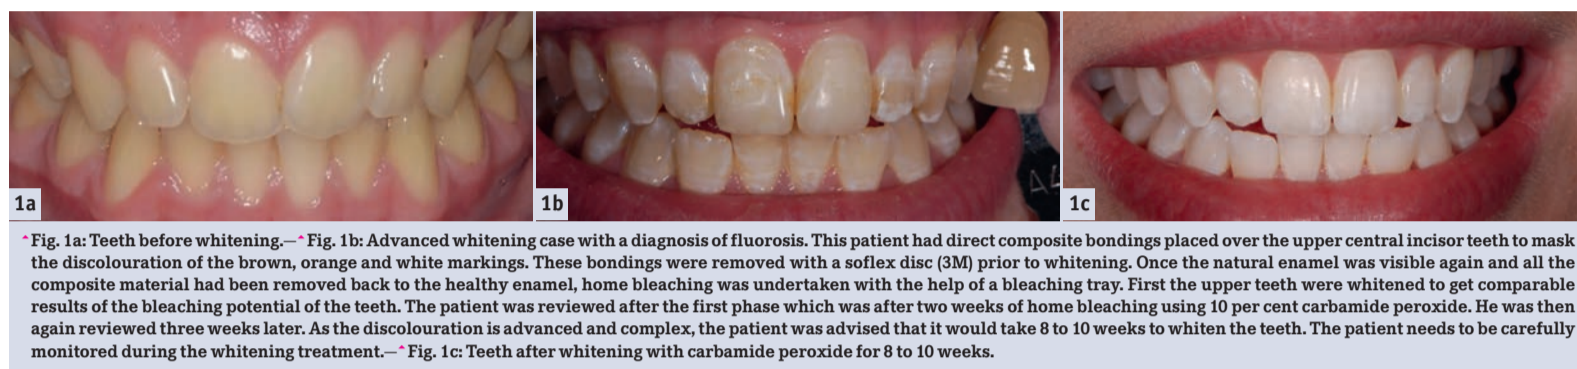 1a
1b
A4
1c
Fig. 1a: Teeth before whitening.— Fig. 1b: Advanced whitening case with a diagnosis of fluorosis. This patient had direct composite bondings placed over the upper central incisor teeth to mask
the discolouration of the brown, orange and white markings. These bondings were removed with a soflex disc (3M) prior to whitening. Once the natural enamel was visible again and all the
composite material had been removed back to the healthy enamel, home bleaching was undertaken with the help of a bleaching tray. First the upper teeth were whitened to get comparable
results of the bleaching potential of the teeth. The patient was reviewed after the first phase which was after two weeks of home bleaching using 10 per cent carbamide peroxide. He was then
again reviewed three weeks later. As the discolouration is advanced and complex, the patient was advised that it would take 8 to 10 weeks to whiten the teeth. The patient needs to be carefully
monitored during the whitening treatment.— Fig. 1c: Teeth after whitening with carbamide peroxide for 8 to 10 weeks.